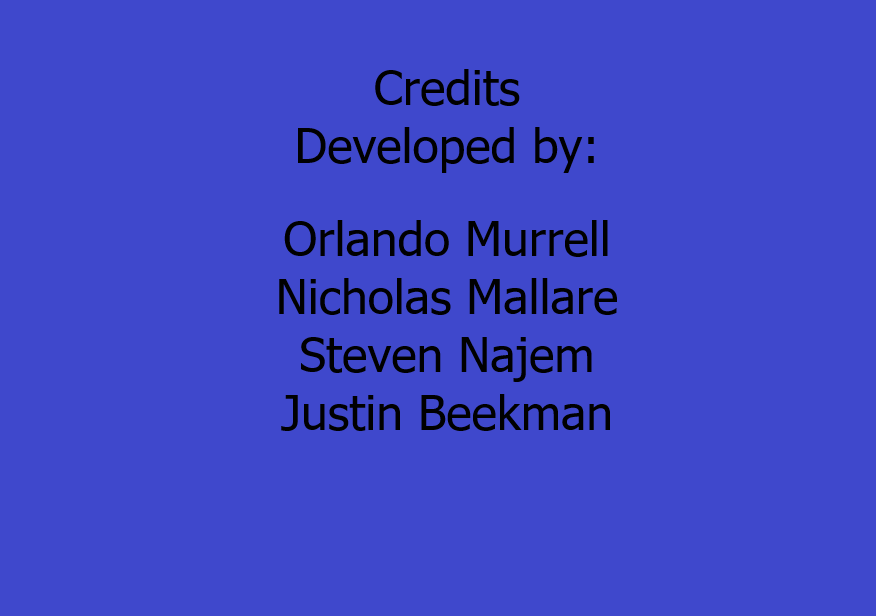 Credits
Developed by:
Orlando Murrell
Nicholas Mallare
Steven Najem
Justin Beekman